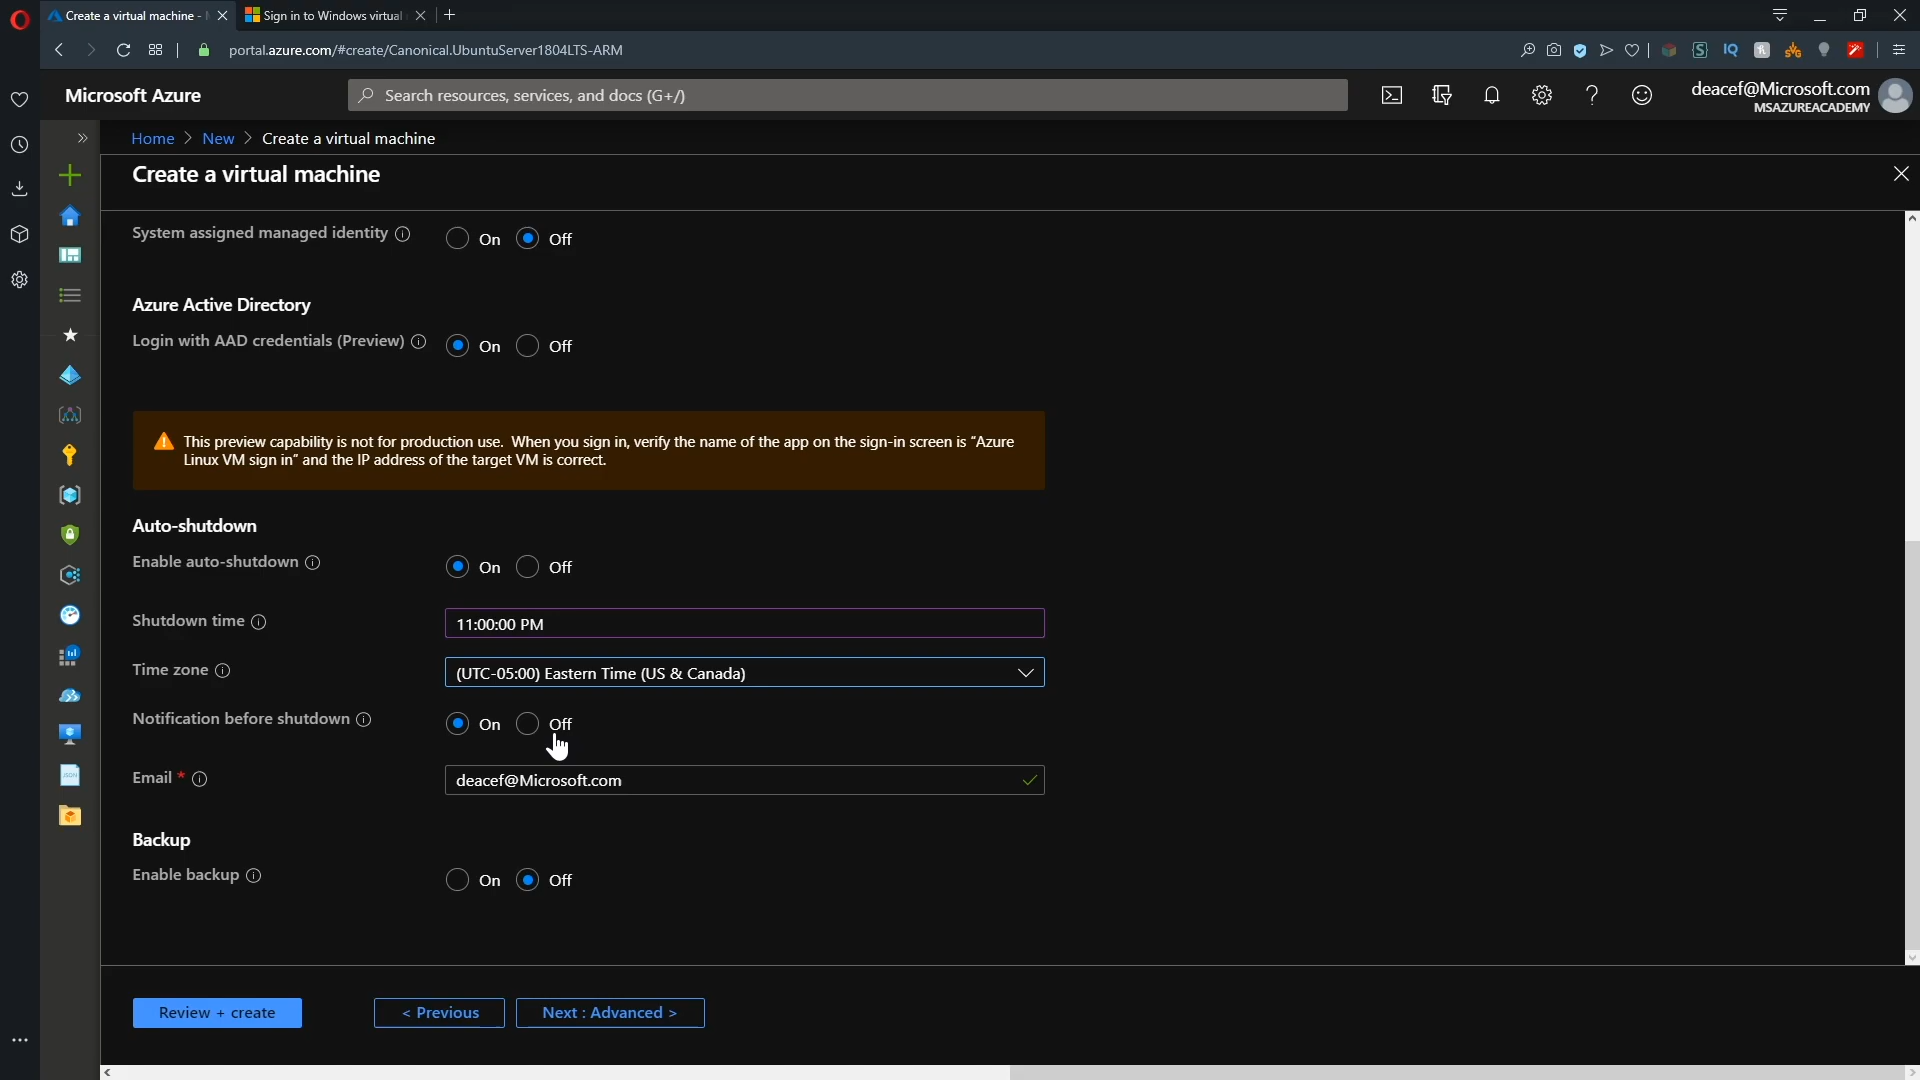 Create a virtual machine -
Sign in to Windows virtual
portal.azure.com/#create/Canonical.UbuntuServer1804LTS-ARM
Microsoft Azure
Search resources, services, and docs (G+/)
deacef@Microsoft.com
MSAZUREACADEMY
Home > New > Create a virtual machine
Create a virtual machine
System assigned managed identity On Off
Azure Active Directory
Login with AAD credentials (Preview) On Off
This preview capability is not for production use. When you sign in, verify the name of the app on the sign-in screen is "Azure
Linux VM sign in" and the IP address of the target VM is correct.
Auto-shutdown
Enable auto-shutdown On Off
Shutdown time 11:00:00 PM
Time zone (UTC-05:00) Eastern Time (US & Canada)
Notification before shutdown On Off
Email * deacef@Microsoft.com
Backup
Enable backup On Off
Review + create < Previous Next : Advanced >